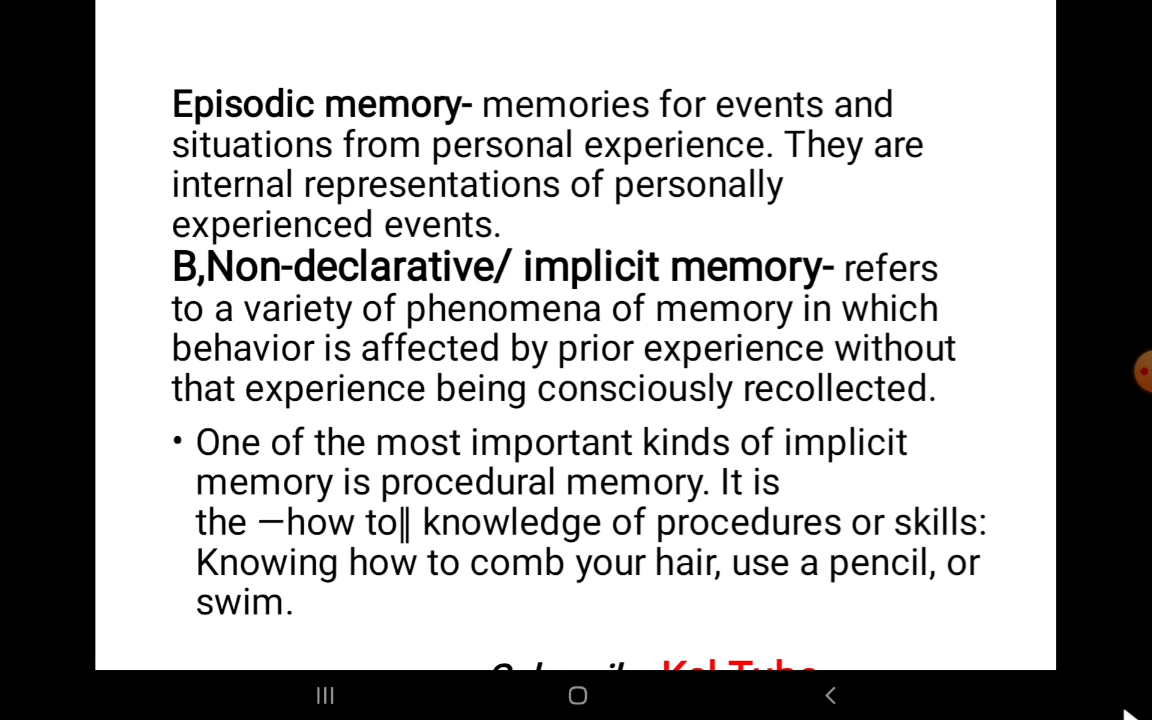 Episodic memory- memories for events and
situations from personal experience. They are
internal representations of personally
experienced events.
B,Non-declarative/ implicit memory- refers
to a variety of phenomena of memory in which
behavior is affected by prior experience without
that experience being consciously recollected.
• One of the most important kinds of implicit
memory is procedural memory. It is
the ―how to‖ knowledge of procedures or skills:
Knowing how to comb your hair, use a pencil, or
swim.